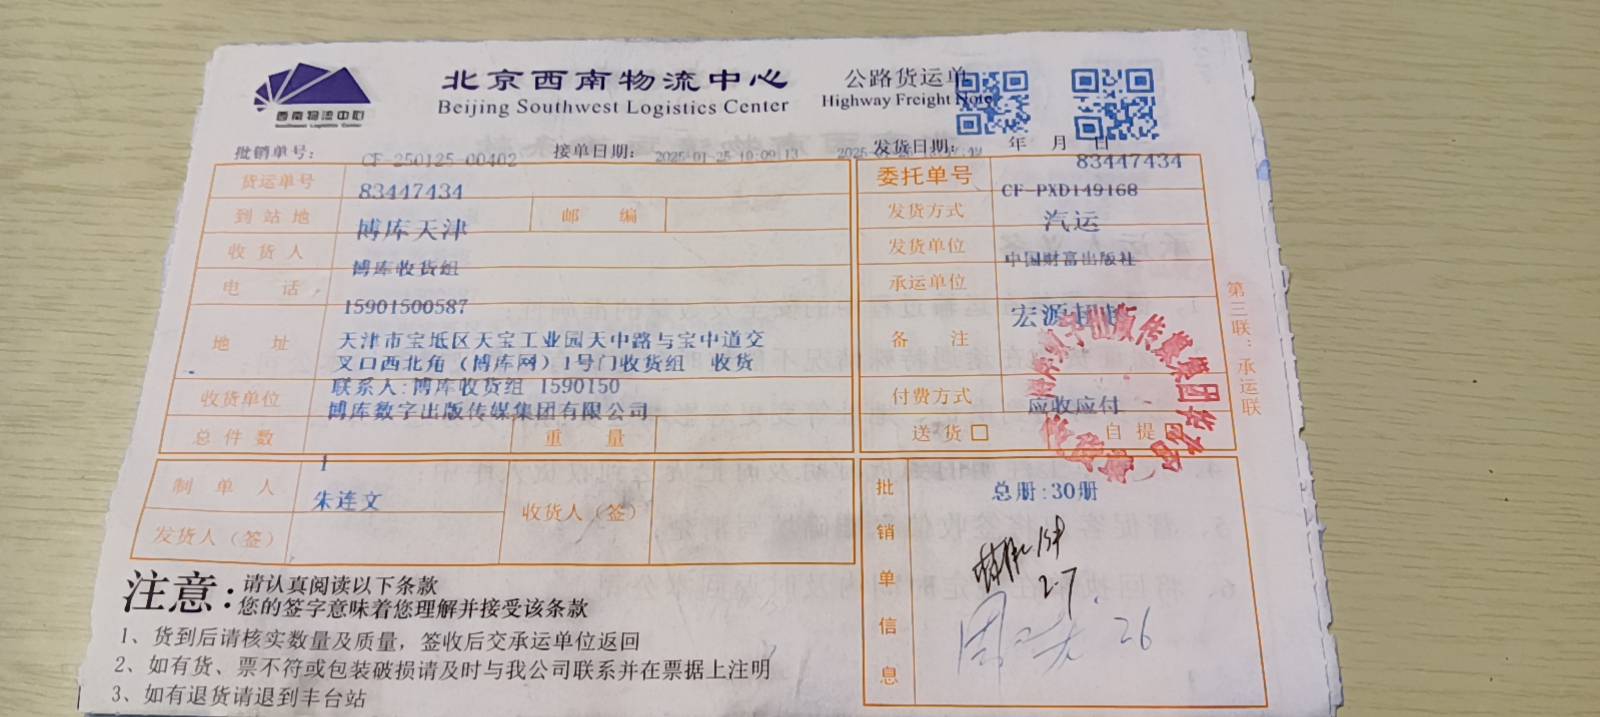 西南物流中心
Southwest Logistics Center
北京西南物流中心
Beijing Southwest Logistics Center
公路货运单
Highway Freight Note
批销单号: CF-250125-00402 接单日期: 2025-01-25 10:09:13 发货日期: 年 月 日
货运单号 83447434 委托单号 83447434
CF-PXD149168
到站地 博库天津 邮 编 发货方式 汽运
收货人 博库收货组 发货单位 中国财富出版社
电 话 15901500587 承运单位 宏源超越
地 址 天津市宝坻区天宝工业园天中路与宝中道交
叉口西北角 (博库网) 1号门收货组 收货
联系人:博库收货组 1590150
备 注
收货单位 博库数字出版传媒集团有限公司 付费方式 应收应付
总件数 1 重 量 送货 自提
制单人 朱连文 收货人(签)
发货人(签)
批销单信息 总册:30册
2.7.
26
第三联:承运联
注意: 请认真阅读以下条款
您的签字意味着您理解并接受该条款
1、货到后请核实数量及质量，签收后交承运单位返回
2、如有货、票不符或包装破损请及时与我公司联系并在票据上注明
3、如有退货请退到丰台站